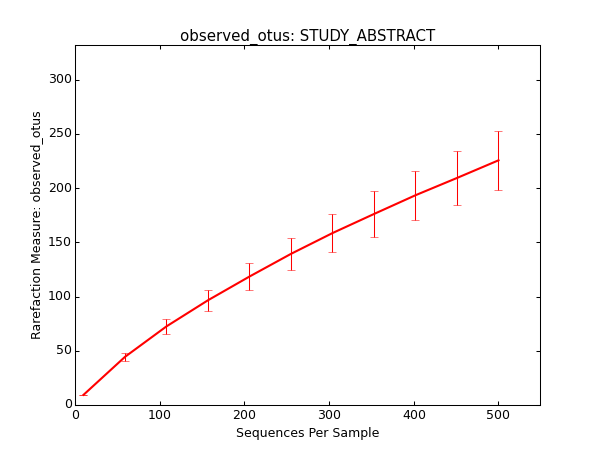 observed_otus: STUDY_ABSTRACT
Rarefaction Measure: observed_otus
300
250
200
150
100
50
0
0 100 200 300 400 500
Sequences Per Sample